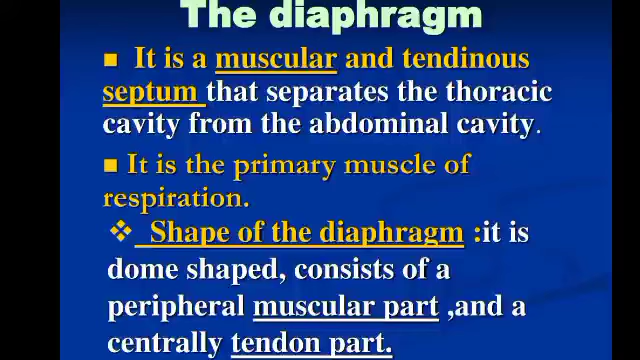 The diaphragm
It is a muscular and tendinous
septum that separates the thoracic
cavity from the abdominal cavity.
It is the primary muscle of
respiration.
Shape of the diaphragm :it is
dome shaped, consists of a
peripheral muscular part ,and a
centrally tendon part.